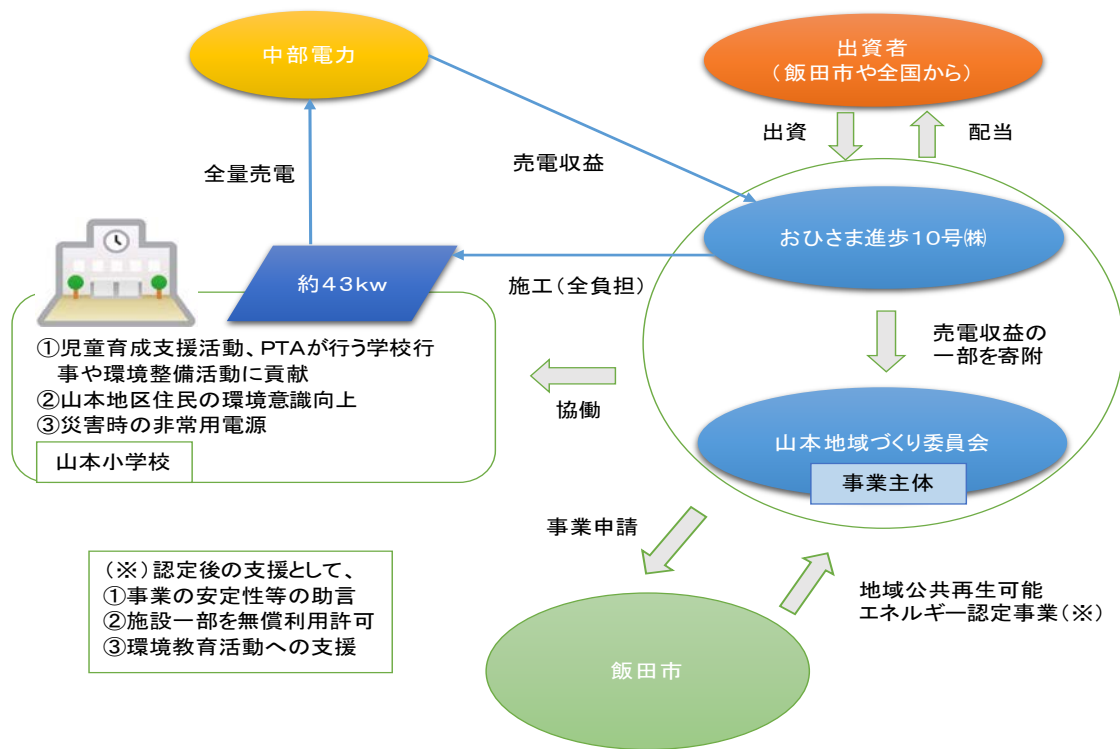 中部電力
出資者
（飯田市や全国から）
出資
配当
全量売電
売電収益
おひさま進歩１０号㈱
約４３ｋｗ
施工（全負担）
売電収益の
一部を寄附
①児童育成支援活動、PTAが行う学校行
事や環境整備活動に貢献
②山本地区住民の環境意識向上
③災害時の非常用電源
山本小学校
協働
山本地域づくり委員会
事業主体
事業申請
地域公共再生可能
エネルギー認定事業（※）
（※）認定後の支援として、
①事業の安定性等の助言
②施設一部を無償利用許可
③環境教育活動への支援
飯田市